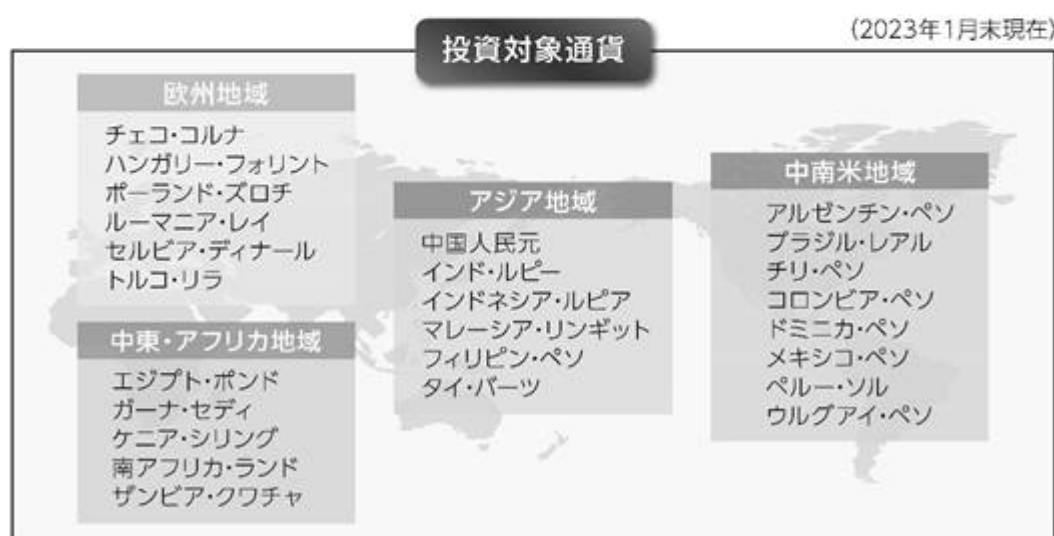 (2023年1月末現在)
投資対象通貨
欧州地域
チェコ・コルナ
ハンガリー・フォリント
ポーランド・ズロチ
ルーマニア・レイ
セルビア・ディナール
トルコ・リラ
中東・アフリカ地域
エジプト・ポンド
ガーナ・セディ
ケニア・シリング
南アフリカ・ランド
ザンビア・クワチャ
アジア地域
中国人民元
インド・ルピー
インドネシア・ルピア
マレーシア・リンギット
フィリピン・ペソ
タイ・バーツ
中南米地域
アルゼンチン・ペソ
ブラジル・レアル
チリ・ペソ
コロンビア・ペソ
ドミニカ・ペソ
メキシコ・ペソ
ペルー・ソル
ウルグアイ・ペソ